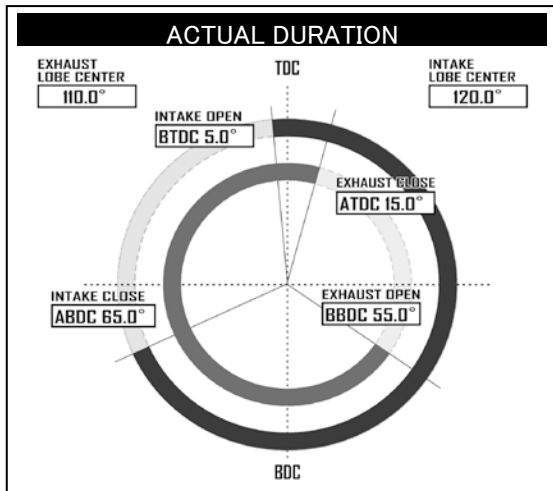 ACTUAL DURATION
EXHAUST
LOBE CENTER
110.0°
TDC
INTAKE
LOBE CENTER
120.0°
INTAKE OPEN
BTDC 5.0°
EXHAUST CLOSE
ATDC 15.0°
INTAKE CLOSE
ABDC 65.0°
EXHAUST OPEN
BBDC 55.0°
BDC